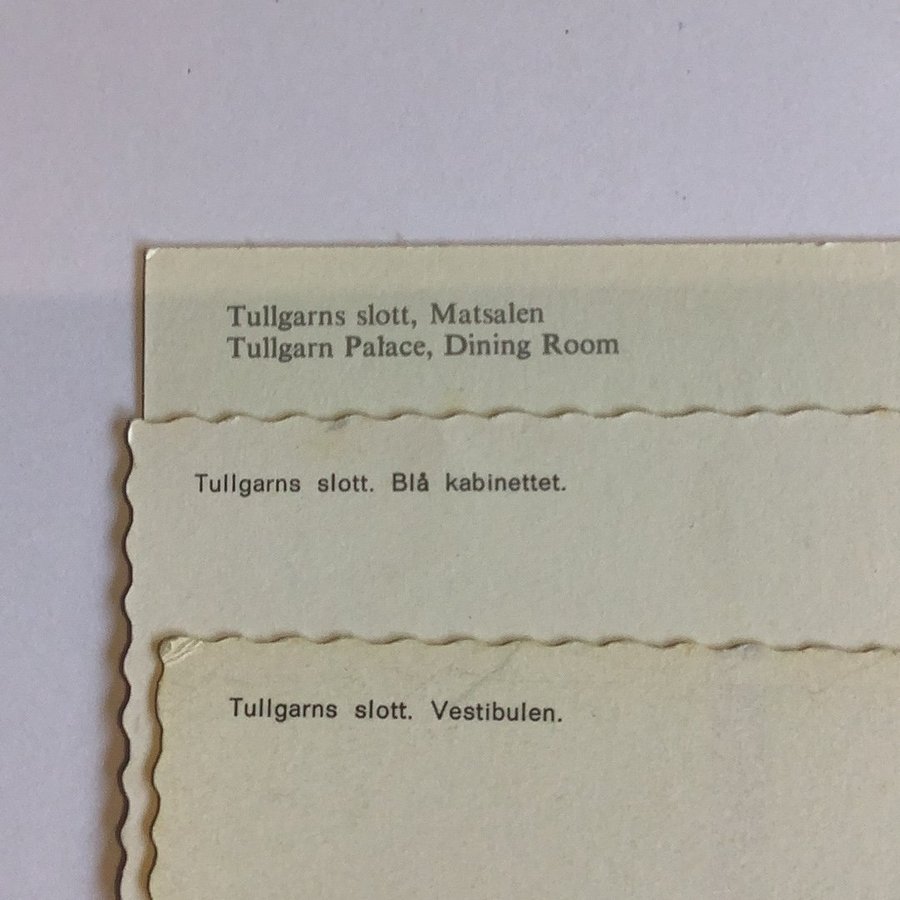 Tullgarns slott, Matsalen
Tullgarn Palace, Dining Room
Tullgarns slott. Blå kabinettet.
Tullgarns slott. Vestibulen.